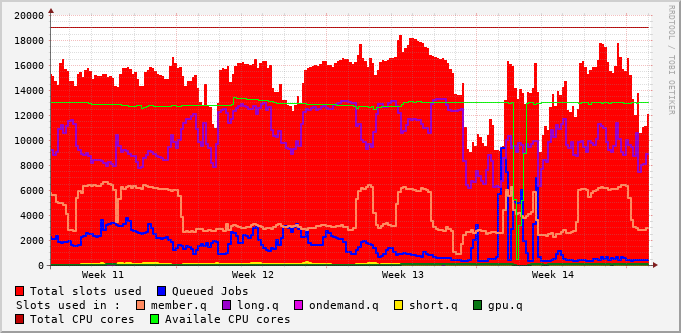 RRDTOOL / TOBI OETIKER
20000
18000
16000
14000
12000
10000
8000
6000
4000
2000
0
Week 11 Week 12 Week 13 Week 14
Total slots used Queued Jobs
Slots used in : member.q long.q ondemand.q short.q gpu.q
Total CPU cores Availale CPU cores